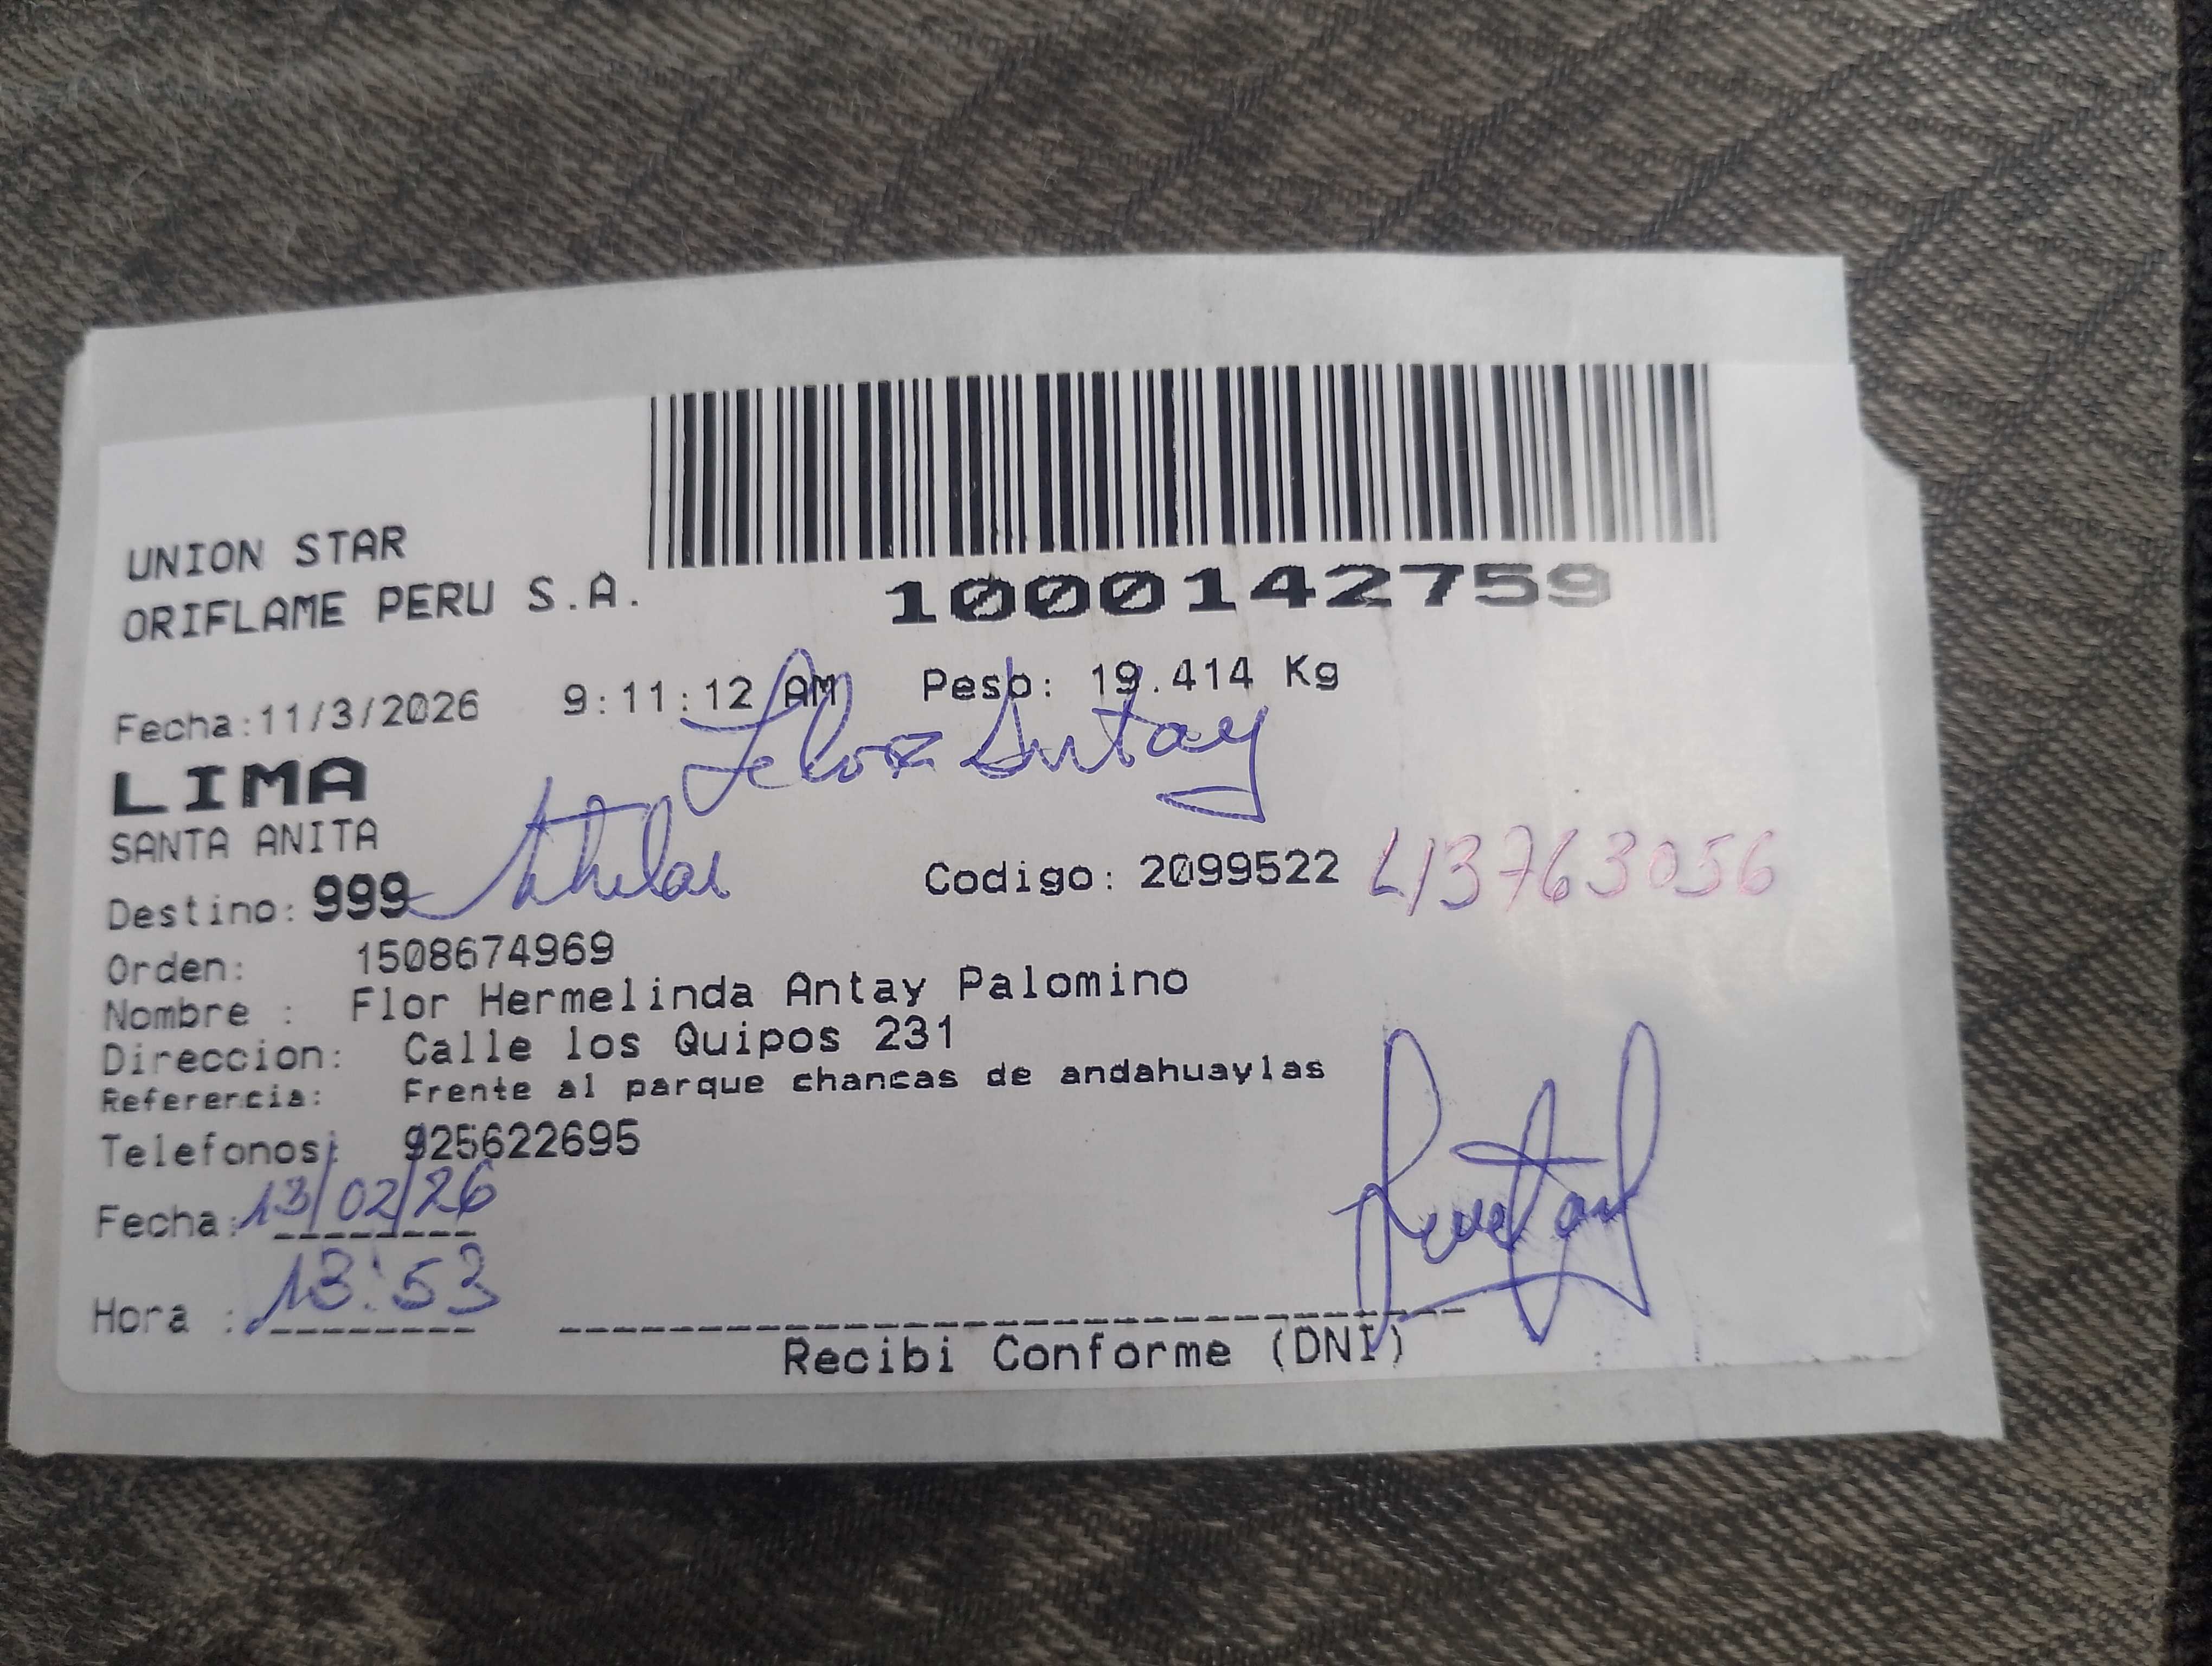 UNION STAR
ORIFLAME PERU S.A.
1000142759
Fecha:11/3/2026 9:11:12 AM Peso: 19.414 Kg
Antay
LIMA
SANTA ANITA
Destino: 999
Codigo: 2099522 43763056
Orden: 1508674969
Nombre : Flor Hermelinda Antay Palomino
Direccion: Calle los Quipos 231
Referencia: Frente al parque chancas de andahuaylas
Telefonos: 925622695
Fecha: 13/02/26
Hora : 13:53
Recibi Conforme (DNI)